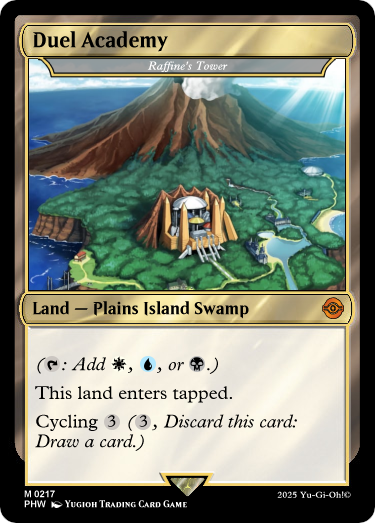 Duel Academy
Raffine's Tower
Land — Plains Island Swamp
(: Add , , or .)
This land enters tapped.
Cycling 3 (3, Discard this card:
Draw a card.)
M 0217
PHW Yugioh Trading Card Game
2025 Yu-Gi-Oh!©